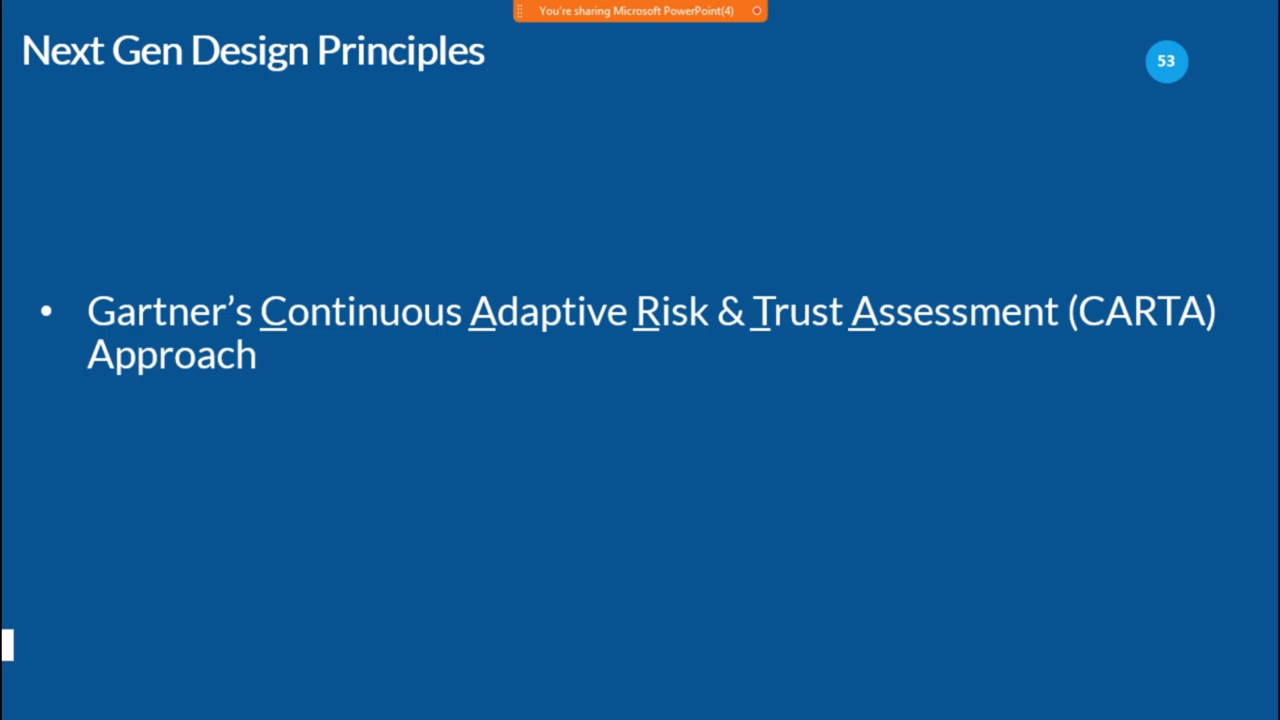 You're sharing Microsoft PowerPoint(4)
Next Gen Design Principles
53
• Gartner’s Continuous Adaptive Risk & Trust Assessment (CARTA)
Approach